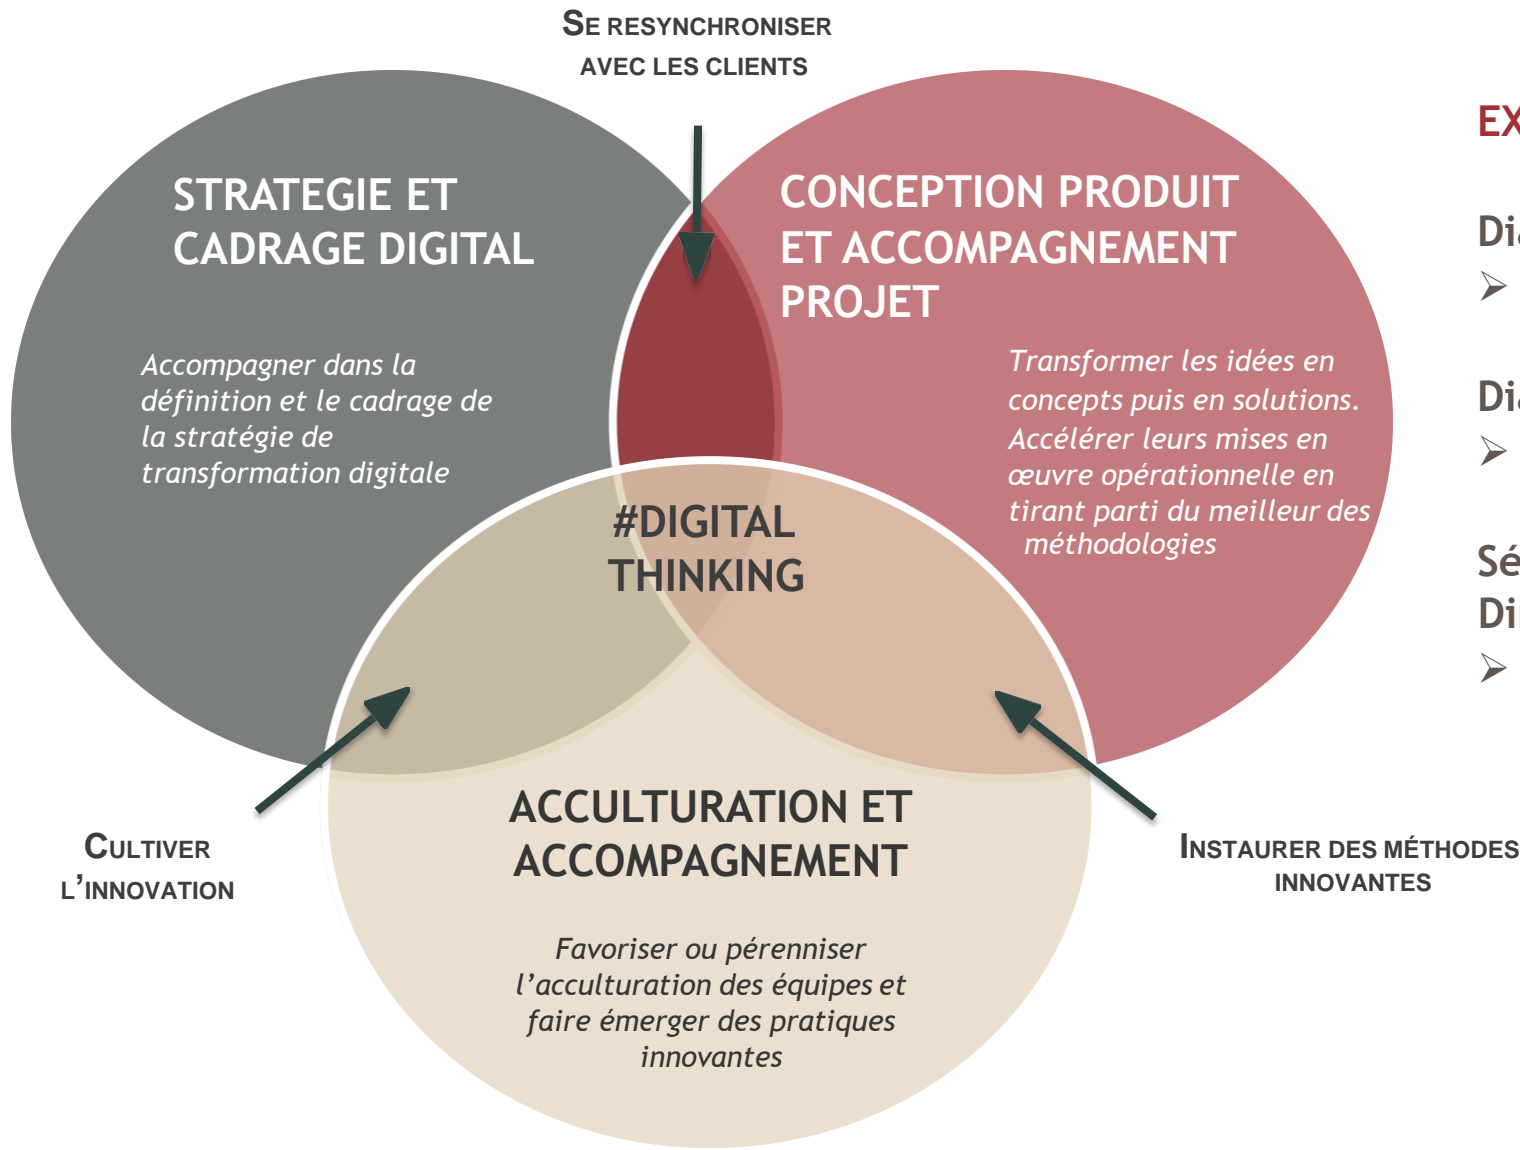 SE RESYNCHRONISER
AVEC LES CLIENTS
STRATEGIE ET
CADRAGE DIGITAL
Accompagner dans la
définition et le cadrage de
la stratégie de
transformation digitale
CONCEPTION PRODUIT
ET ACCOMPAGNEMENT
PROJET
Transformer les idées en
concepts puis en solutions.
Accélérer leurs mises en
œuvre opérationnelle en
tirant parti du meilleur des
méthodologies
#DIGITAL
THINKING
CULTIVER
L’INNOVATION
ACCULTURATION ET
ACCOMPAGNEMENT
Favoriser ou pérenniser
l’acculturation des équipes et
faire émerger des pratiques
innovantes
INSTAURER DES MÉTHODES
INNOVANTES